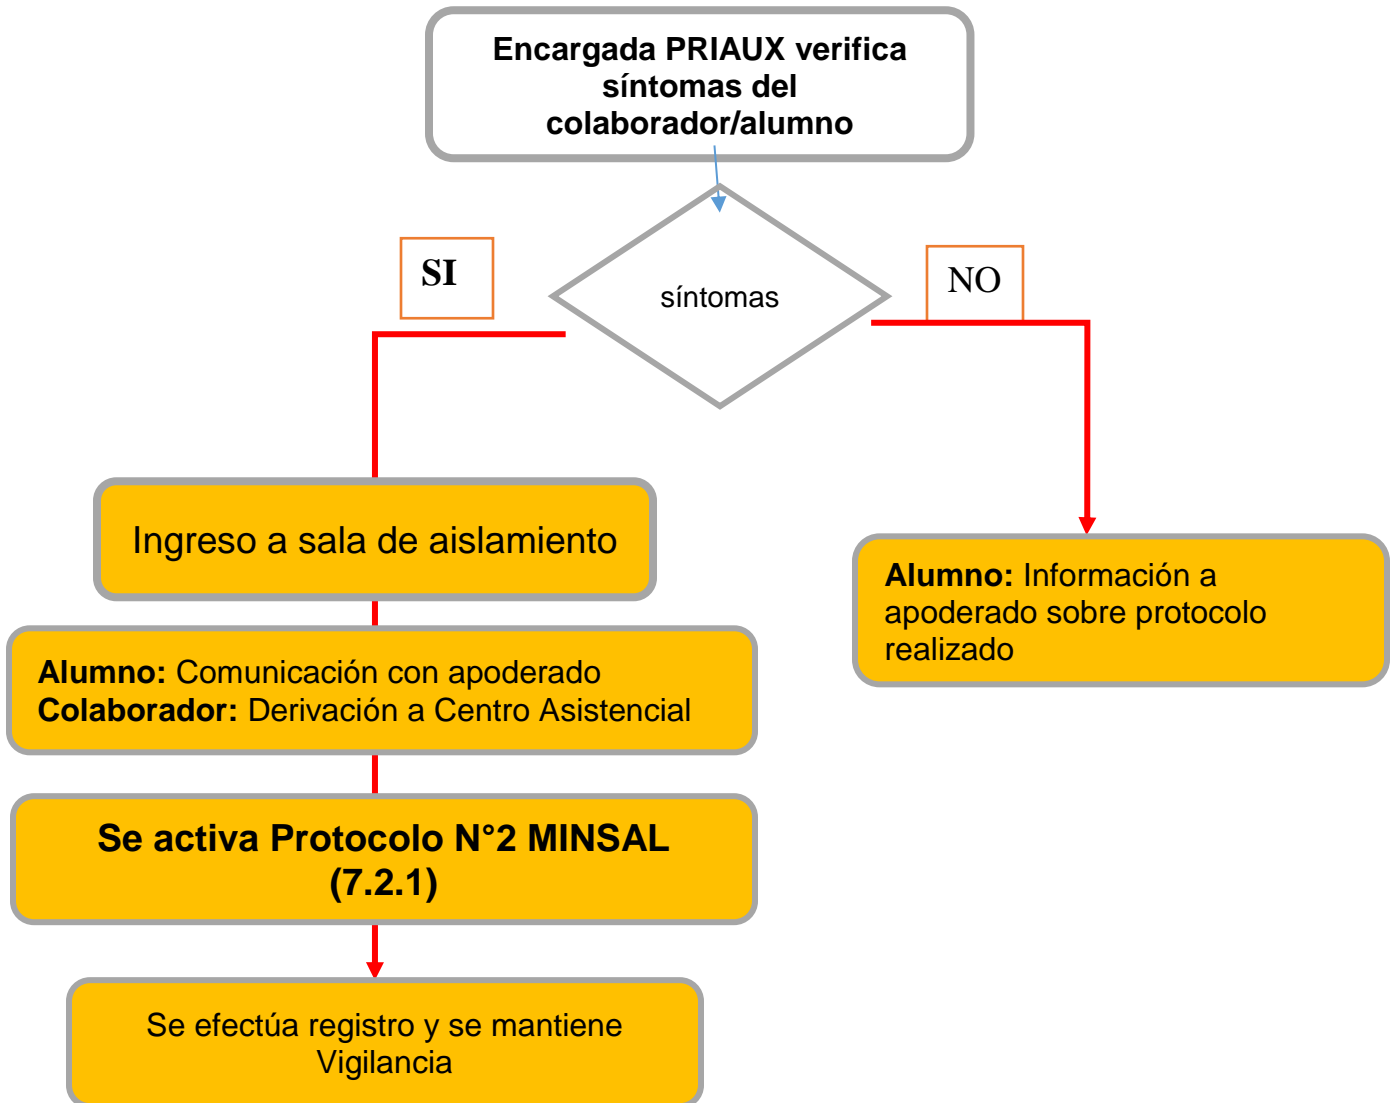 Encargada PRIAUX verifica
síntomas del
colaborador/alumno
SI
síntomas
NO
Ingreso a sala de aislamiento
Alumno: Información a
apoderado sobre protocolo
realizado
Alumno: Comunicación con apoderado
Colaborador: Derivación a Centro Asistencial
Se activa Protocolo N°2 MINSAL
(7.2.1)
Se efectúa registro y se mantiene
Vigilancia